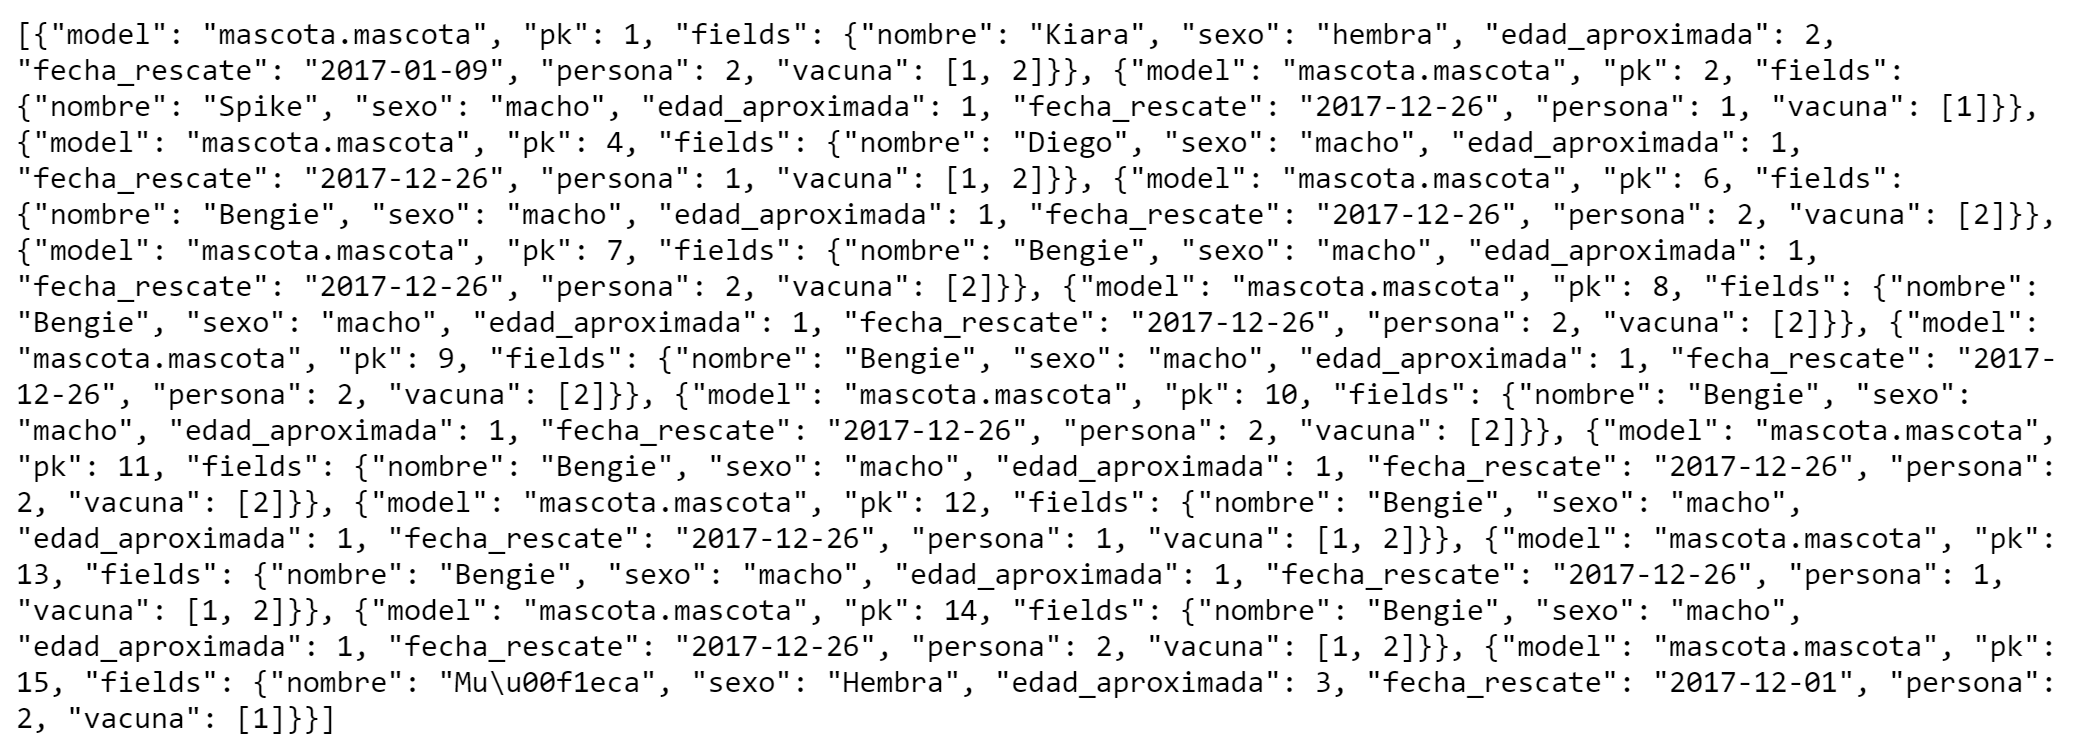 [{"model": "mascota.mascota", "pk": 1, "fields": {"nombre": "Kiara", "sexo": "hembra", "edad_aproximada": 2,
"fecha_rescate": "2017-01-09", "persona": 2, "vacuna": [1, 2]}}, {"model": "mascota.mascota", "pk": 2, "fields":
{"nombre": "Spike", "sexo": "macho", "edad_aproximada": 1, "fecha_rescate": "2017-12-26", "persona": 1, "vacuna": [1]}},
{"model": "mascota.mascota", "pk": 4, "fields": {"nombre": "Diego", "sexo": "macho", "edad_aproximada": 1,
"fecha_rescate": "2017-12-26", "persona": 1, "vacuna": [1, 2]}}, {"model": "mascota.mascota", "pk": 6, "fields":
{"nombre": "Bengie", "sexo": "macho", "edad_aproximada": 1, "fecha_rescate": "2017-12-26", "persona": 2, "vacuna": [2]}},
{"model": "mascota.mascota", "pk": 7, "fields": {"nombre": "Bengie", "sexo": "macho", "edad_aproximada": 1,
"fecha_rescate": "2017-12-26", "persona": 2, "vacuna": [2]}}, {"model": "mascota.mascota", "pk": 8, "fields": {"nombre":
"Bengie", "sexo": "macho", "edad_aproximada": 1, "fecha_rescate": "2017-12-26", "persona": 2, "vacuna": [2]}}, {"model":
"mascota.mascota", "pk": 9, "fields": {"nombre": "Bengie", "sexo": "macho", "edad_aproximada": 1, "fecha_rescate": "2017-
12-26", "persona": 2, "vacuna": [2]}}, {"model": "mascota.mascota", "pk": 10, "fields": {"nombre": "Bengie", "sexo":
"macho", "edad_aproximada": 1, "fecha_rescate": "2017-12-26", "persona": 2, "vacuna": [2]}}, {"model": "mascota.mascota",
"pk": 11, "fields": {"nombre": "Bengie", "sexo": "macho", "edad_aproximada": 1, "fecha_rescate": "2017-12-26", "persona":
2, "vacuna": [2]}}, {"model": "mascota.mascota", "pk": 12, "fields": {"nombre": "Bengie", "sexo": "macho",
"edad_aproximada": 1, "fecha_rescate": "2017-12-26", "persona": 1, "vacuna": [1, 2]}}, {"model": "mascota.mascota", "pk":
13, "fields": {"nombre": "Bengie", "sexo": "macho", "edad_aproximada": 1, "fecha_rescate": "2017-12-26", "persona": 1,
"vacuna": [1, 2]}}, {"model": "mascota.mascota", "pk": 14, "fields": {"nombre": "Bengie", "sexo": "macho",
"edad_aproximada": 1, "fecha_rescate": "2017-12-26", "persona": 2, "vacuna": [1, 2]}}, {"model": "mascota.mascota", "pk":
15, "fields": {"nombre": "Mu\u00f1eca", "sexo": "Hembra", "edad_aproximada": 3, "fecha_rescate": "2017-12-01", "persona":
2, "vacuna": [1]}}]